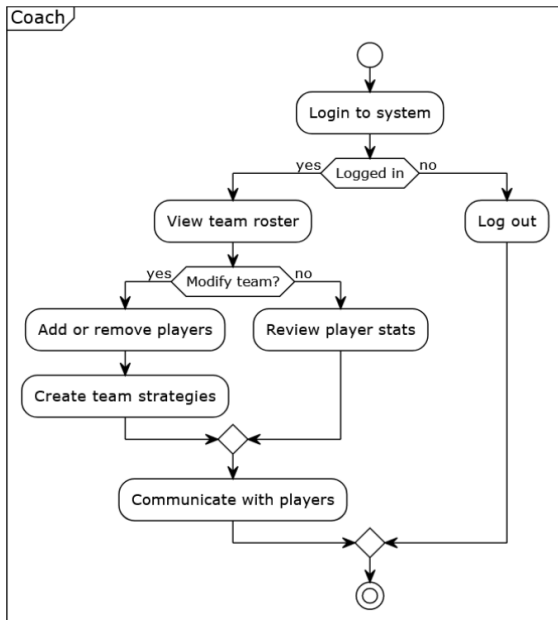 Coach
Login to system
yes
Logged in
no
View team roster
Log out
yes
Modify team?
no
Add or remove players
Review player stats
Create team strategies
Communicate with players